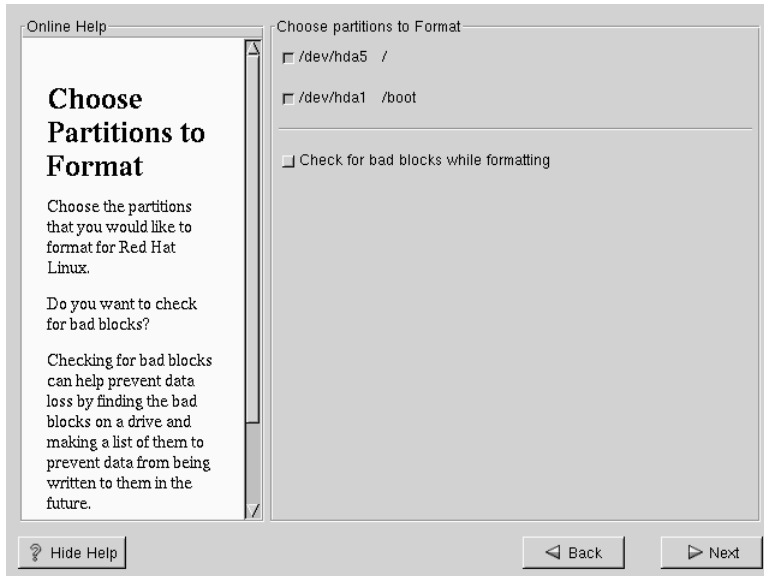 Online Help
Choose
Partitions to
Format
Choose the partitions
that you would like to
format for Red Hat
Linux.
Do you want to check
for bad blocks?
Checking for bad blocks
can help prevent data
loss by finding the bad
blocks on a drive and
making a list of them to
prevent data from being
written to them in the
future.
Choose partitions to Format
/dev/hda5 /
/dev/hda1 /boot
Check for bad blocks while formatting
Hide Help
Back
Next